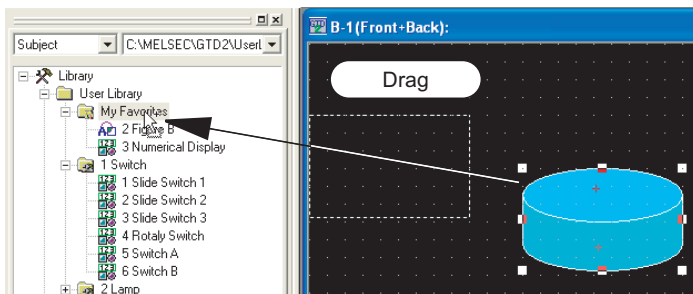 Subject
C:\MELSEC\GTD2\UserL
Library
User Library
My Favorites
2 Figure B
3 Numerical Display
1 Switch
1 Slide Switch 1
2 Slide Switch 2
3 Slide Switch 3
4 Rotaly Switch
5 Switch A
6 Switch B
2 Lamp
B-1(Front+Back):
Drag